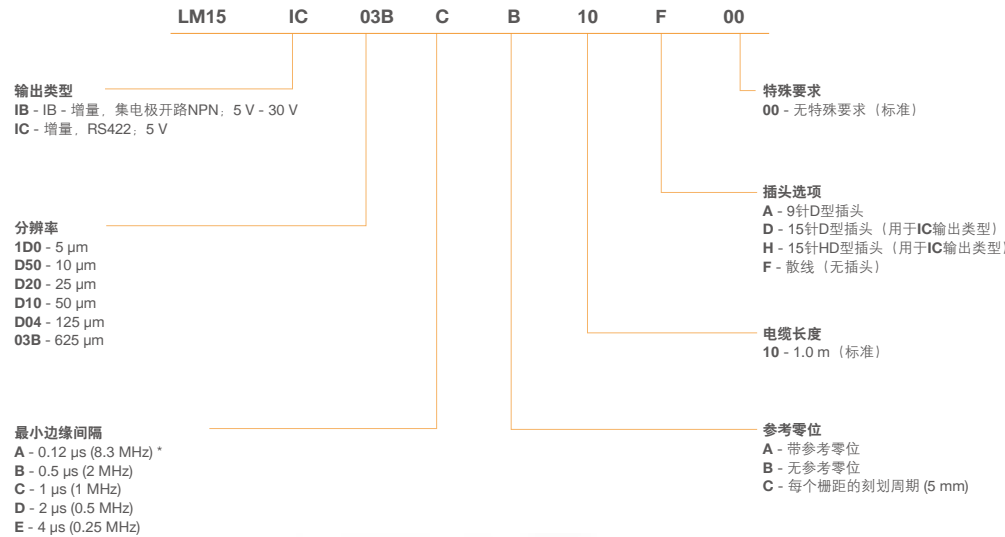 LM15 IC 03B C B 10 F 00
输出类型
IB - IB - 增量，集电极开路NPN；5 V - 30 V
IC - 增量，RS422；5 V
分辨率
1D0 - 5 µm
D50 - 10 µm
D20 - 25 µm
D10 - 50 µm
D04 - 125 µm
03B - 625 µm
最小边缘间隔
A - 0.12 µs (8.3 MHz) *
B - 0.5 µs (2 MHz)
C - 1 µs (1 MHz)
D - 2 µs (0.5 MHz)
E - 4 µs (0.25 MHz)
特殊要求
00 - 无特殊要求（标准）
插头选项
A - 9针D型插头
D - 15针D型插头（用于IC输出类型）
H - 15针HD型插头（用于IC输出类型）
F - 散线（无插头）
电缆长度
10 - 1.0 m（标准）
参考零位
A - 带参考零位
B - 无参考零位
C - 每个栅距的刻划周期 (5 mm)